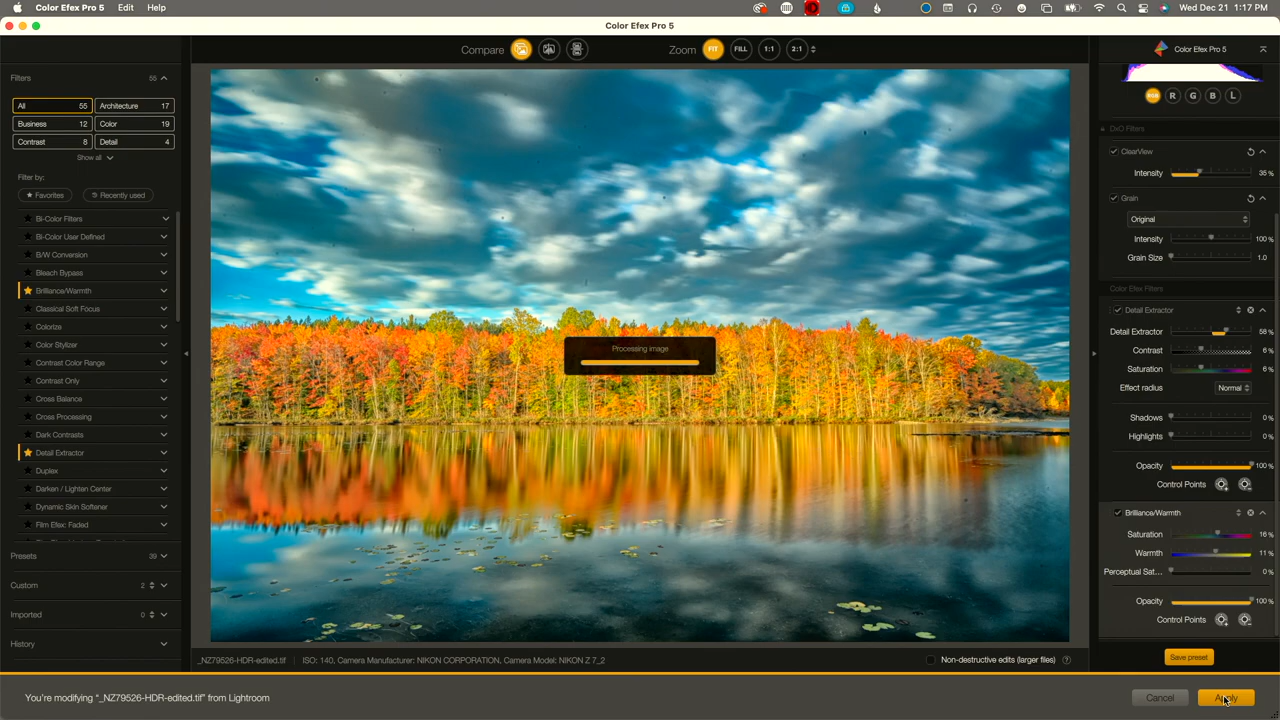 Color Efex Pro 5 Edit Help Wed Dec 21 1:17 PM
Color Efex Pro 5
Compare Zoom FIT FILL 1:1 2:1 Color Efex Pro 5
Filters 55
All 55 Architecture 17
Business 12 Color 19
Contrast 8 Detail 4
Show all
Filter by:
Favorites Recently used
Bi-Color Filters
Bi-Color User Defined
B/W Conversion
Bleach Bypass
Brilliance/Warmth
Classical Soft Focus
Colorize
Color Stylizer
Contrast Color Range
Contrast Only
Cross Balance
Cross Processing
Dark Contrasts
Detail Extractor
Duplex
Darken / Lighten Center
Dynamic Skin Softener
Film Efex: Faded
Presets 39
Custom 2
Imported 0
History
Processing image
RGB R G B L
DxO Filters
ClearView
Intensity 35 %
Grain
Original
Intensity 100 %
Grain Size 1.0
Color Efex Filters
Detail Extractor
Detail Extractor 58 %
Contrast 6 %
Saturation 6 %
Effect radius Normal
Shadows 0 %
Highlights 0 %
Opacity 100 %
Control Points
Brilliance/Warmth
Saturation 16 %
Warmth 11 %
Perceptual Sat... 0 %
Opacity 100 %
Control Points
Save preset
_NZ79526-HDR-edited.tif ISO: 140, Camera Manufacturer: NIKON CORPORATION, Camera Model: NIKON Z 7_2 Non-destructive edits (larger files) ?
You're modifying “_NZ79526-HDR-edited.tif” from Lightroom Cancel Apply